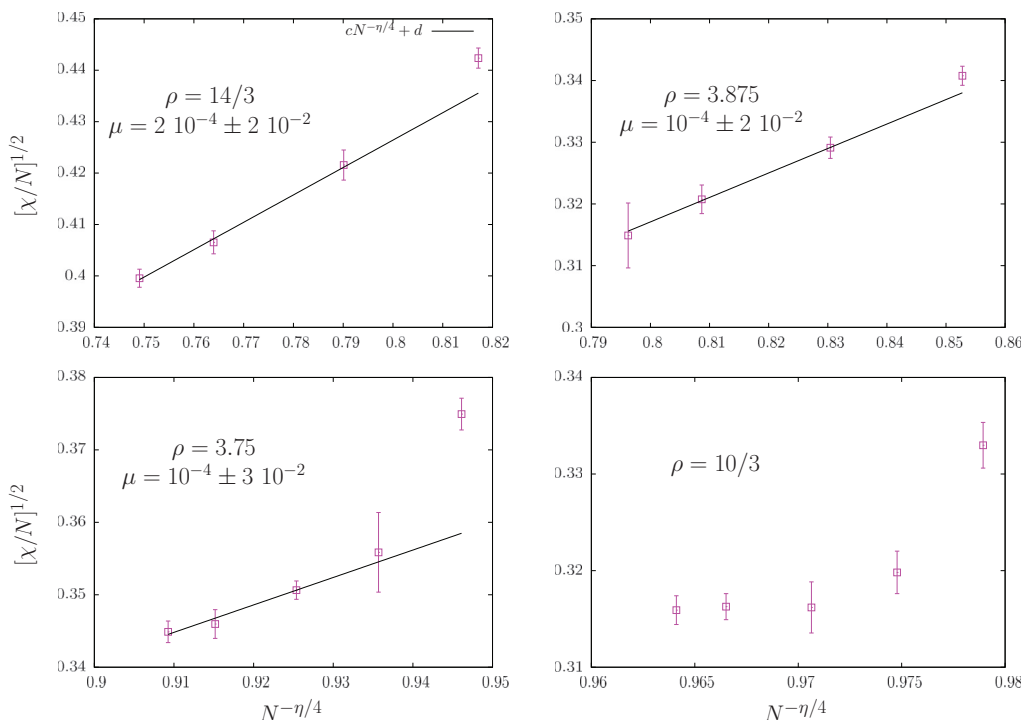 0.45
0.44
0.43
0.42
0.41
0.4
0.39
[χ/N]^{1/2}
cN^{−η/4} + d
ρ = 14/3
μ = 2 10^{−4} ± 2 10^{−2}
0.74 0.75 0.76 0.77 0.78 0.79 0.8 0.81 0.82
0.35
0.34
0.33
0.32
0.31
0.3
ρ = 3.875
μ = 10^{−4} ± 2 10^{−2}
0.79 0.8 0.81 0.82 0.83 0.84 0.85 0.86
0.38
0.37
0.36
0.35
0.34
[χ/N]^{1/2}
ρ = 3.75
μ = 10^{−4} ± 3 10^{−2}
0.9 0.91 0.92 0.93 0.94 0.95
N^{−η/4}
0.34
0.33
0.32
0.31
ρ = 10/3
0.96 0.965 0.97 0.975 0.98
N^{−η/4}